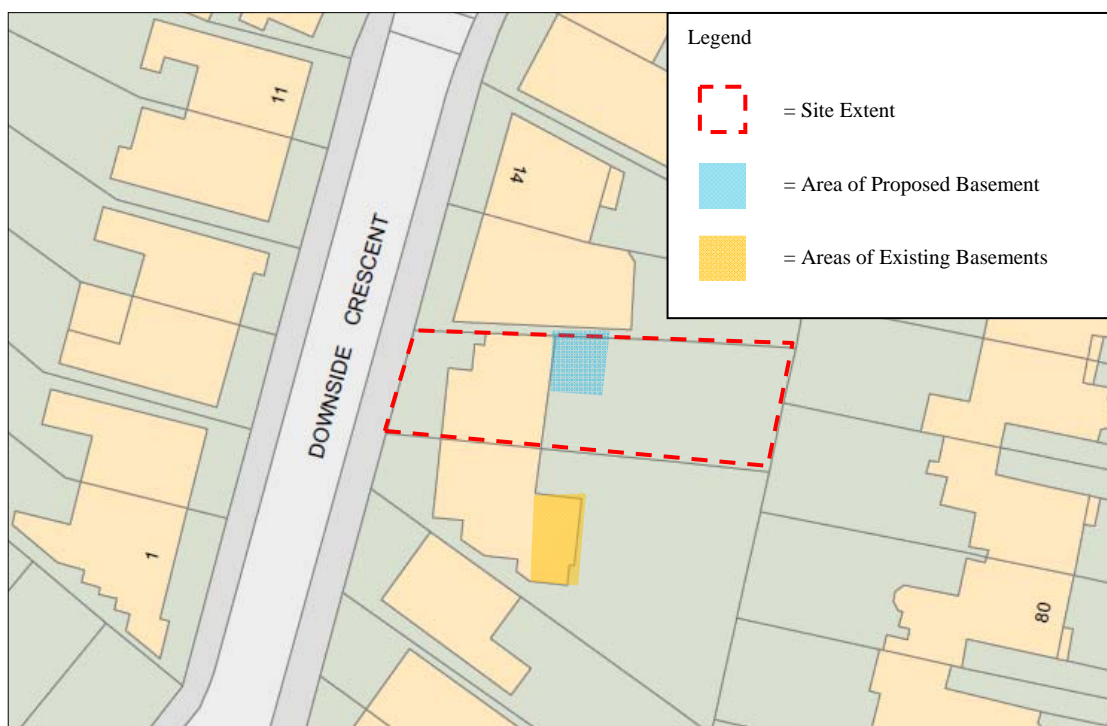 Legend
= Site Extent
= Area of Proposed Basement
= Areas of Existing Basements
11
14
DOWNSIDE CRESCENT
1
80